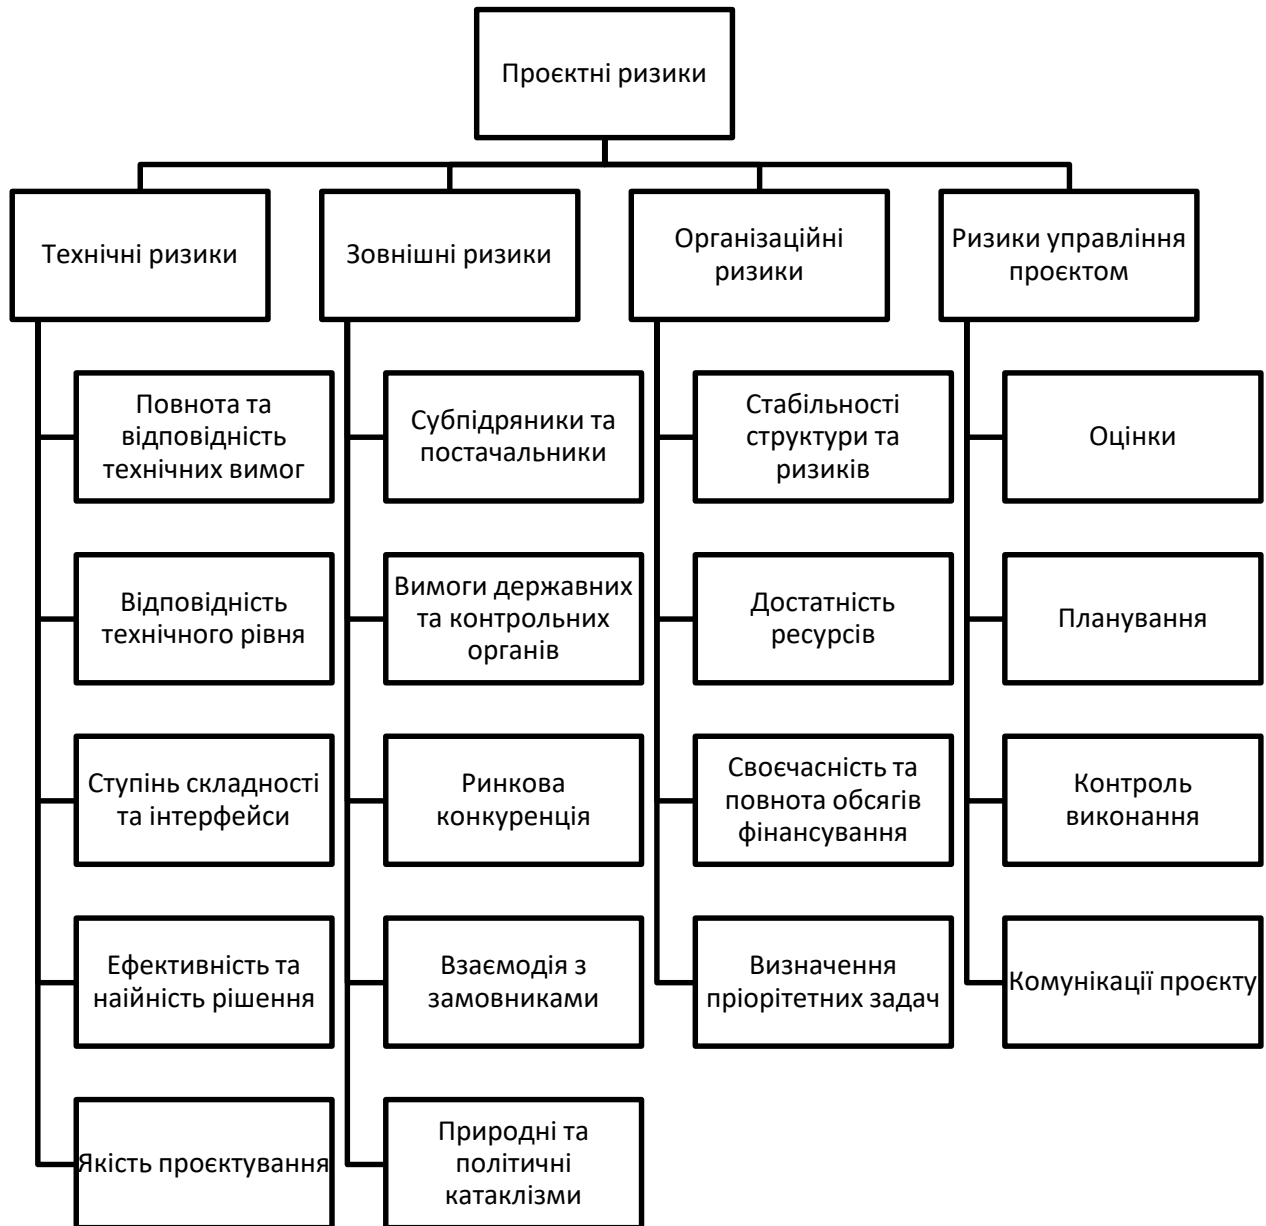 Проєктні ризики
Технічні ризики
Зовнішні ризики
Організаційні
ризики
Ризики управління
проєктом
Повнота та
відповідність
технічних вимог
Субпідряники та
постачальники
Стабільності
структури та
ризиків
Оцінки
Відповідність
технічного рівня
Вимоги державних
та контрольних
органів
Достатність
ресурсів
Планування
Ступінь складності
та інтерфейси
Ринкова
конкуренція
Своєчасність та
повнота обсягів
фінансування
Контроль
виконання
Ефективність та
наійність рішення
Взаємодія з
замовниками
Визначення
пріорітетних задач
Комунікації проєкту
Якість проєктування
Природні та
політичні
катаклізми